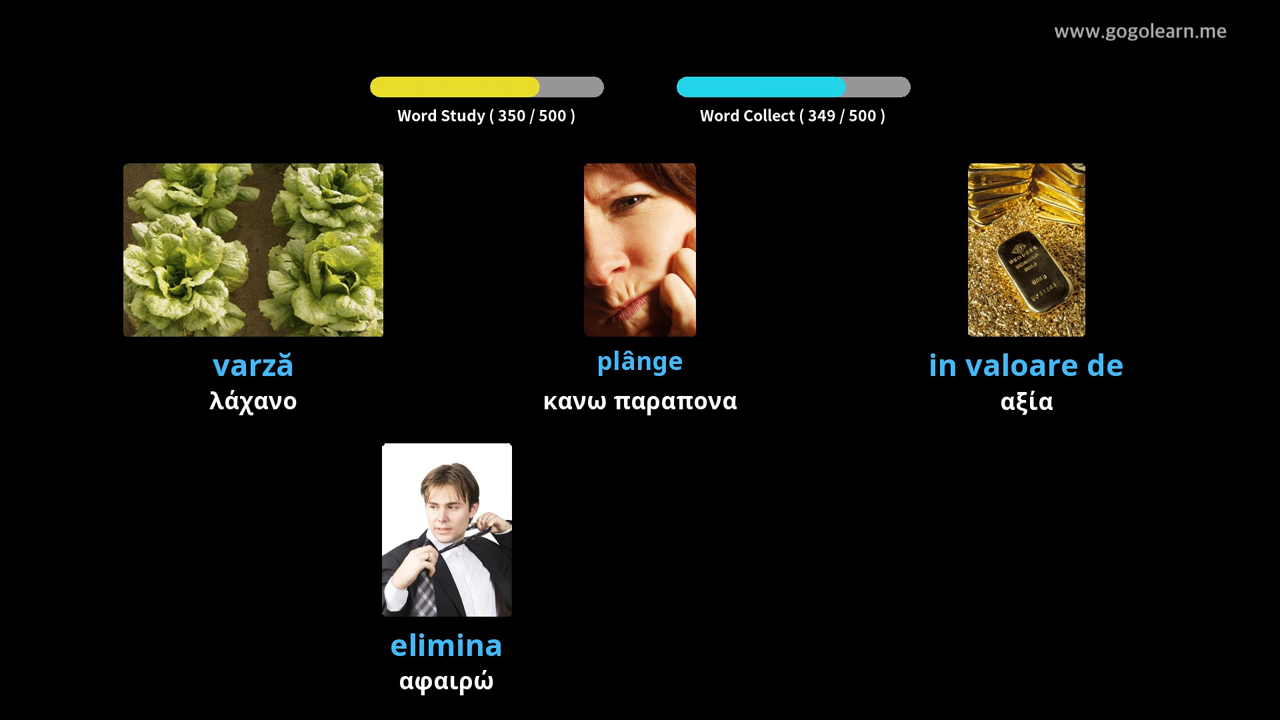 www.gogolearn.me
Word Study ( 350 / 500 )
Word Collect ( 349 / 500 )
varză
λάχανο
plânge
κανω παραπονα
in valoare de
αξία
elimina
αφαιρώ